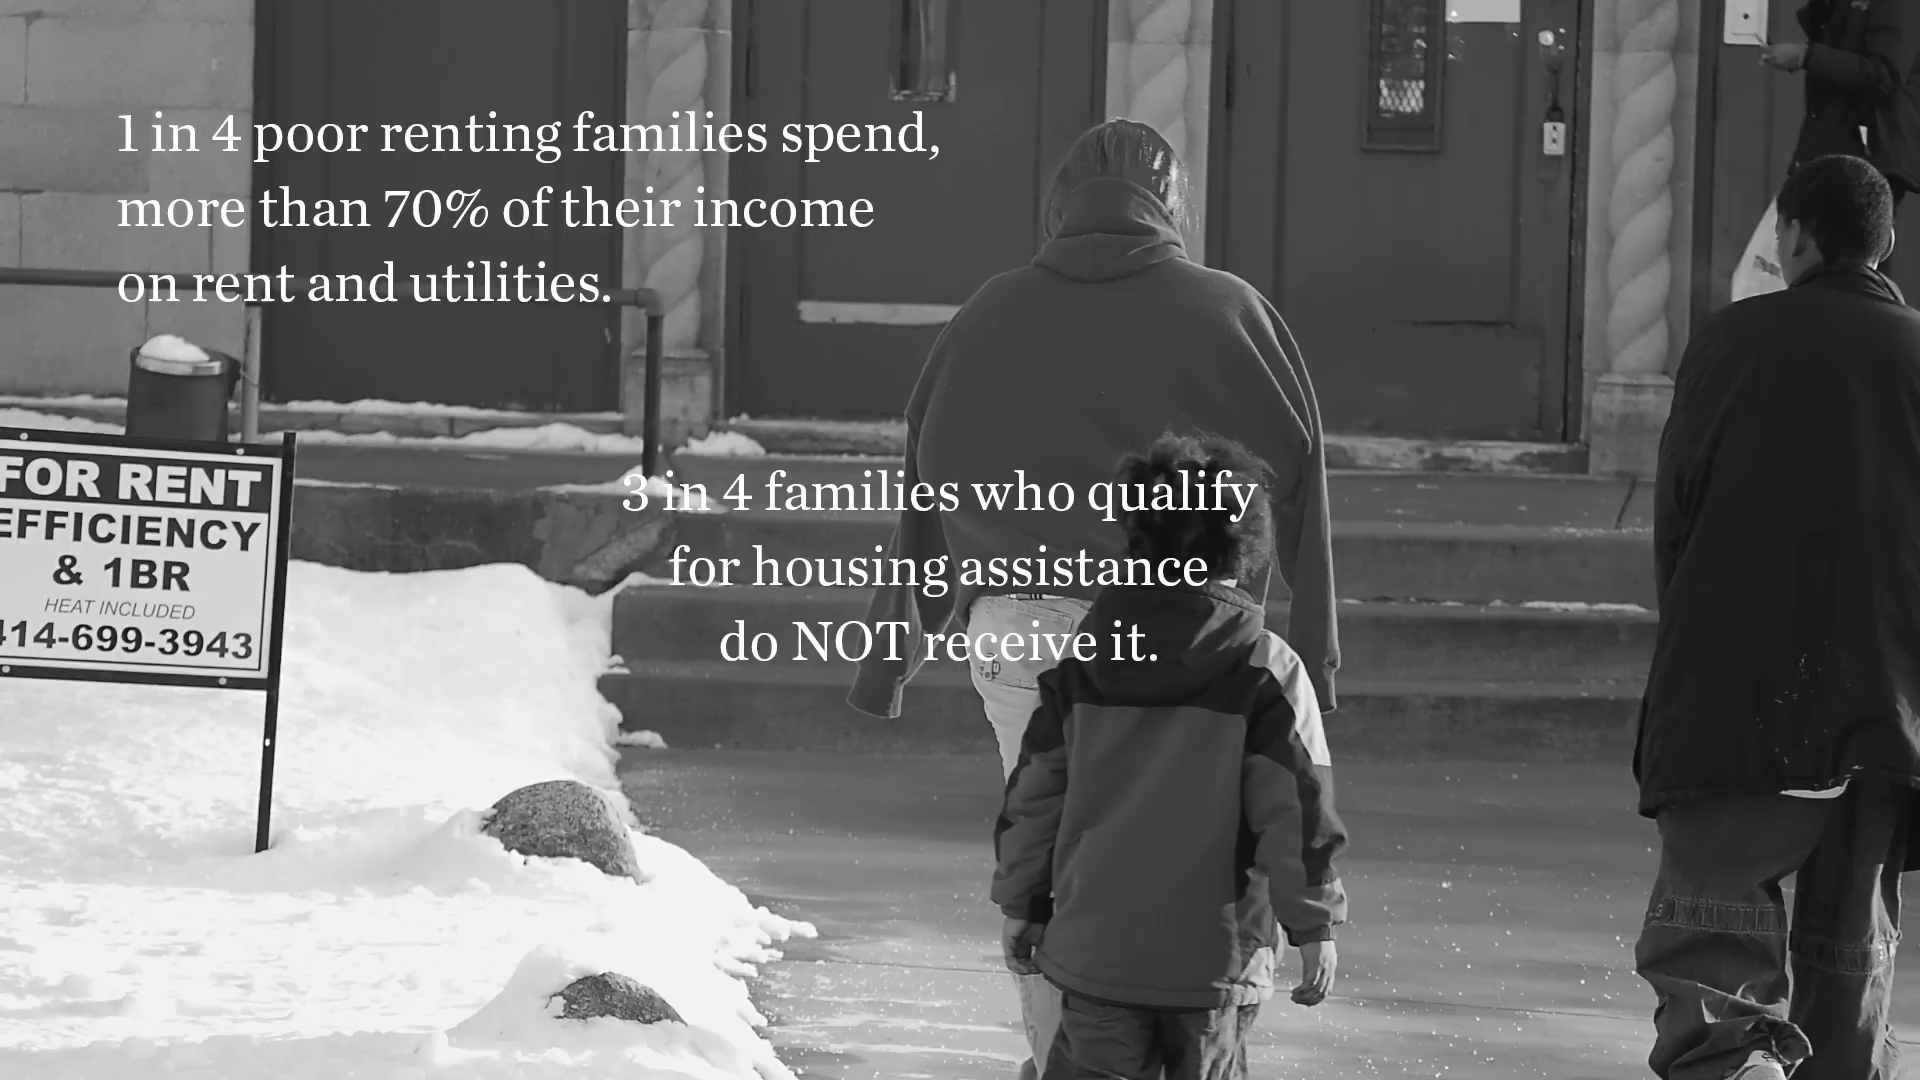 1 in 4 poor renting families spend,
more than 70% of their income
on rent and utilities.
FOR RENT
EFFICIENCY
& 1BR
HEAT INCLUDED
414-699-3943
3 in 4 families who qualify
for housing assistance
do NOT receive it.